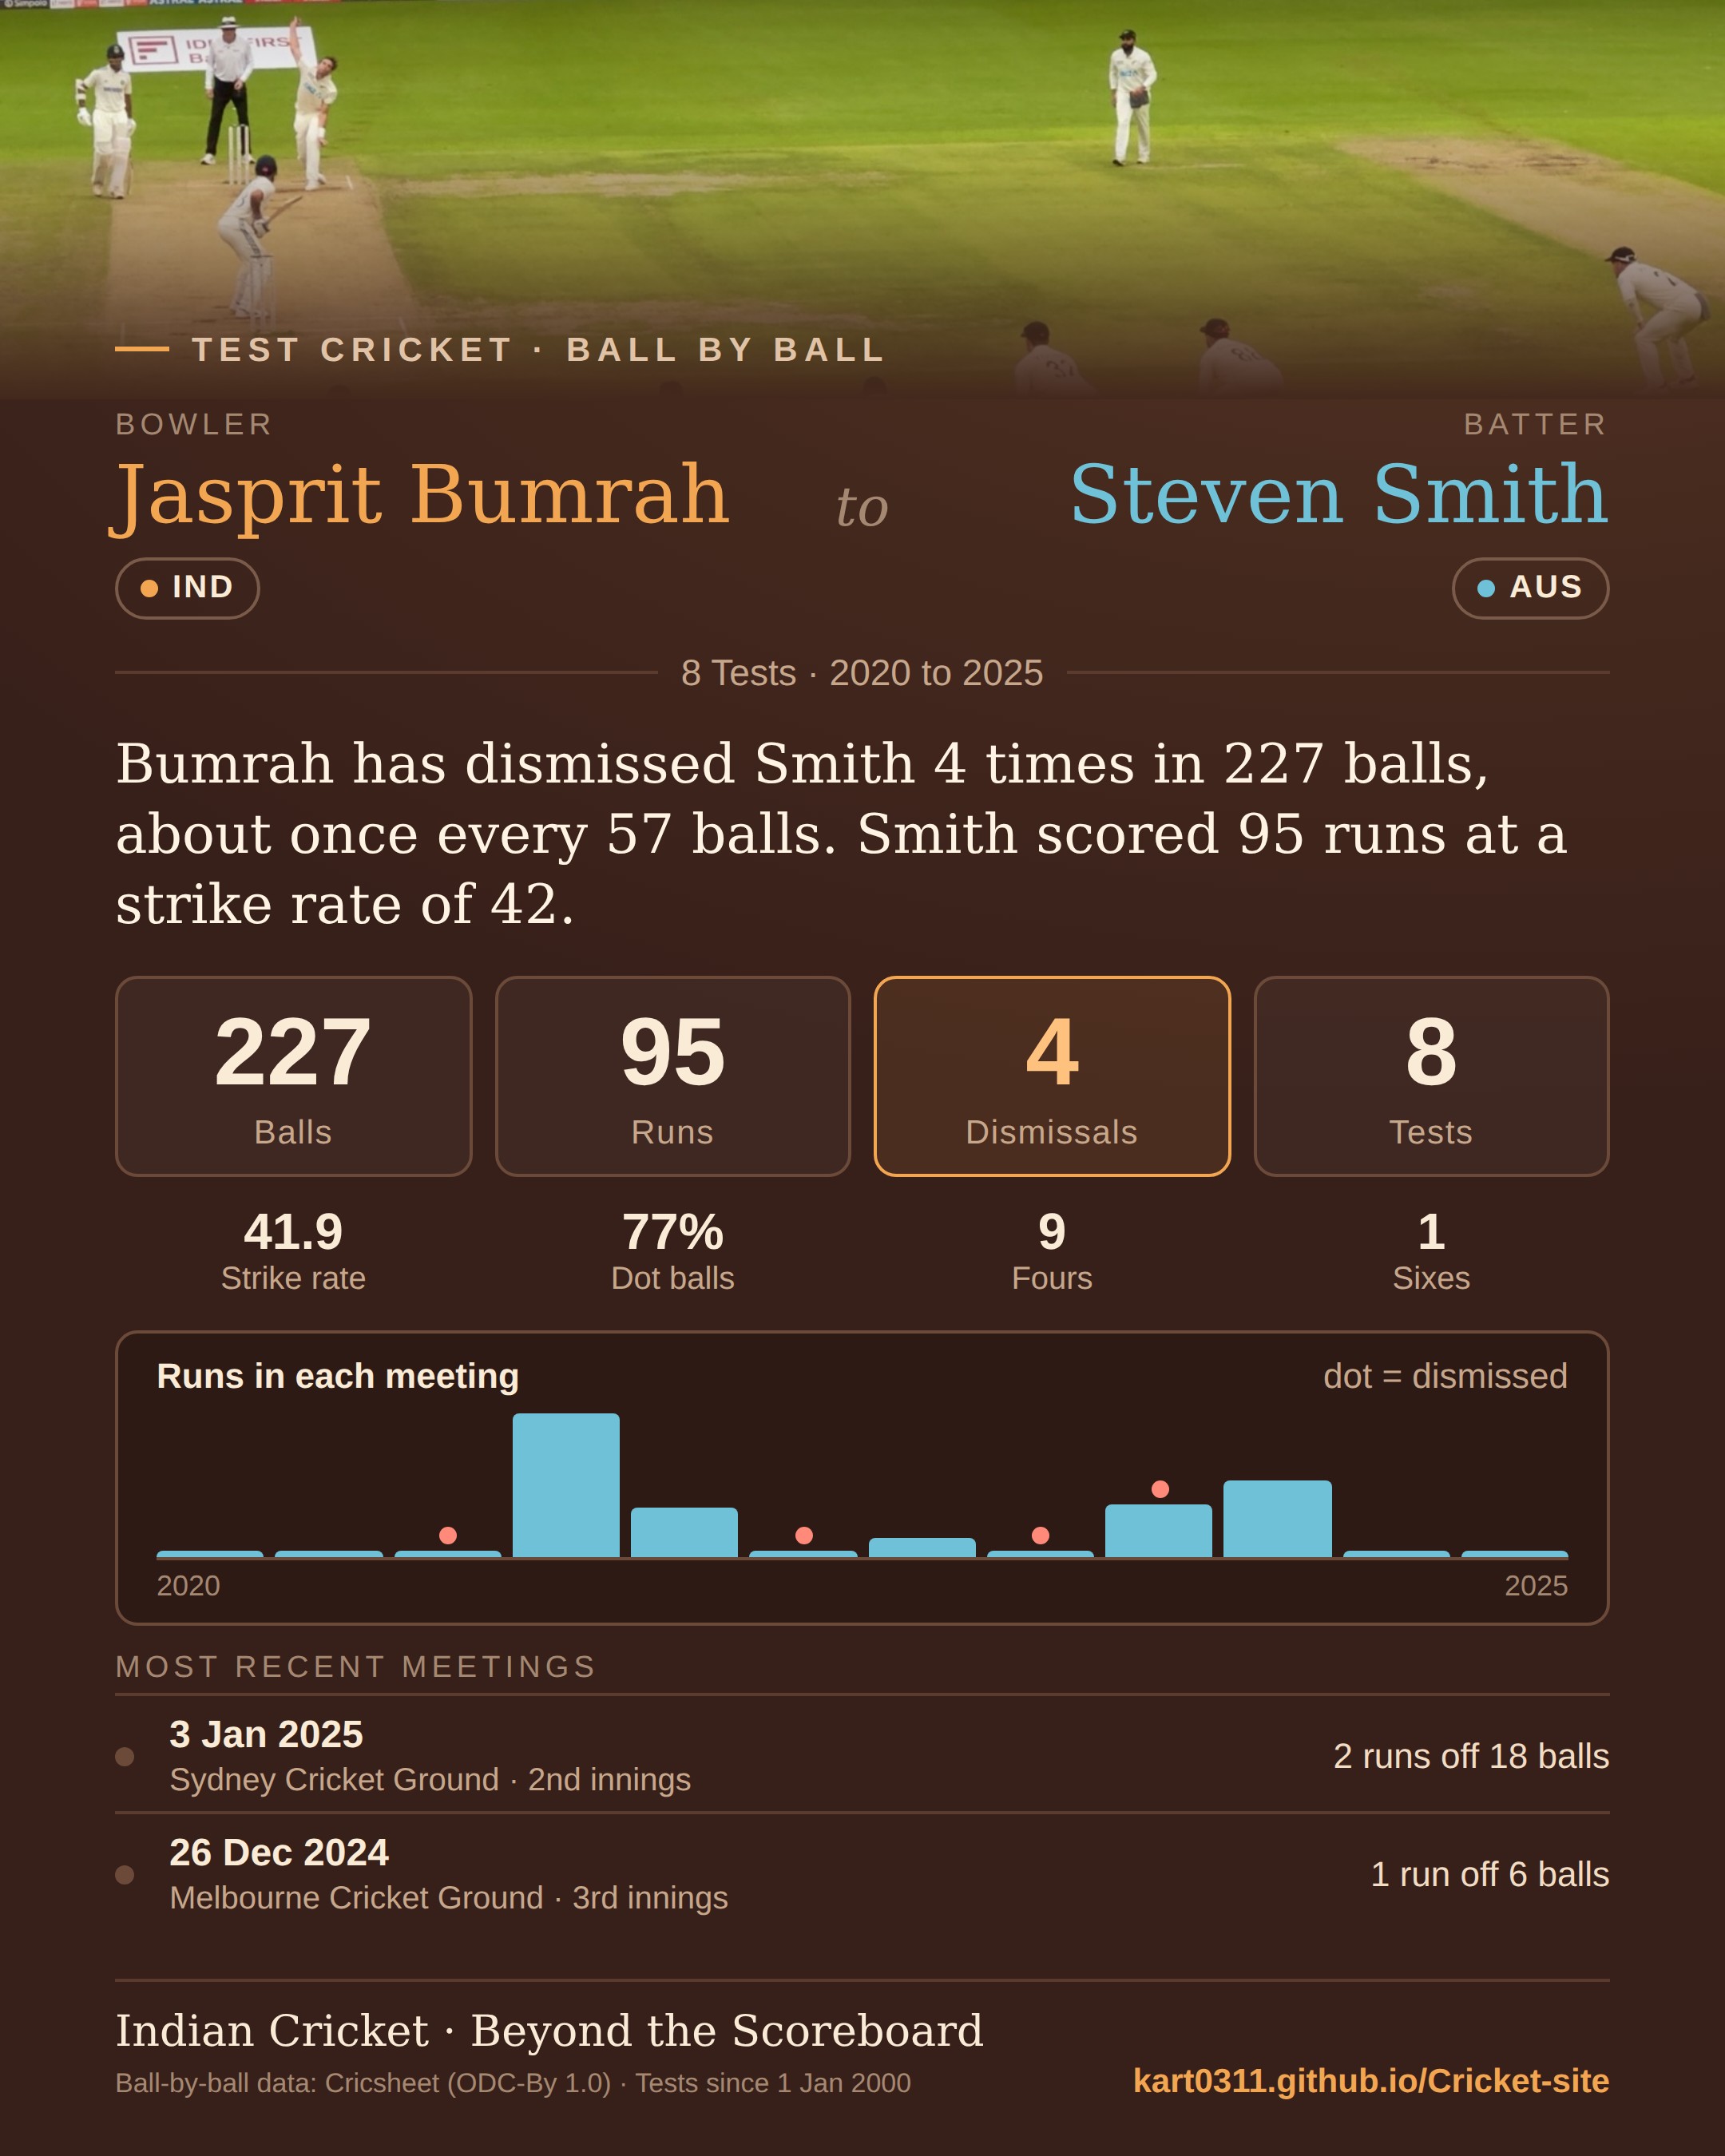 TEST CRICKET · BALL BY BALL
BOWLER
BATTER
Jasprit Bumrah to Steven Smith
IND
AUS
8 Tests · 2020 to 2025
Bumrah has dismissed Smith 4 times in 227 balls,
about once every 57 balls. Smith scored 95 runs at a
strike rate of 42.
227 95 4 8
Balls Runs Dismissals Tests
41.9 77% 9 1
Strike rate Dot balls Fours Sixes
Runs in each meeting dot = dismissed
2020 2025
MOST RECENT MEETINGS
3 Jan 2025
Sydney Cricket Ground · 2nd innings
2 runs off 18 balls
26 Dec 2024
Melbourne Cricket Ground · 3rd innings
1 run off 6 balls
Indian Cricket · Beyond the Scoreboard
Ball-by-ball data: Cricsheet (ODC-By 1.0) · Tests since 1 Jan 2000
kart0311.github.io/Cricket-site